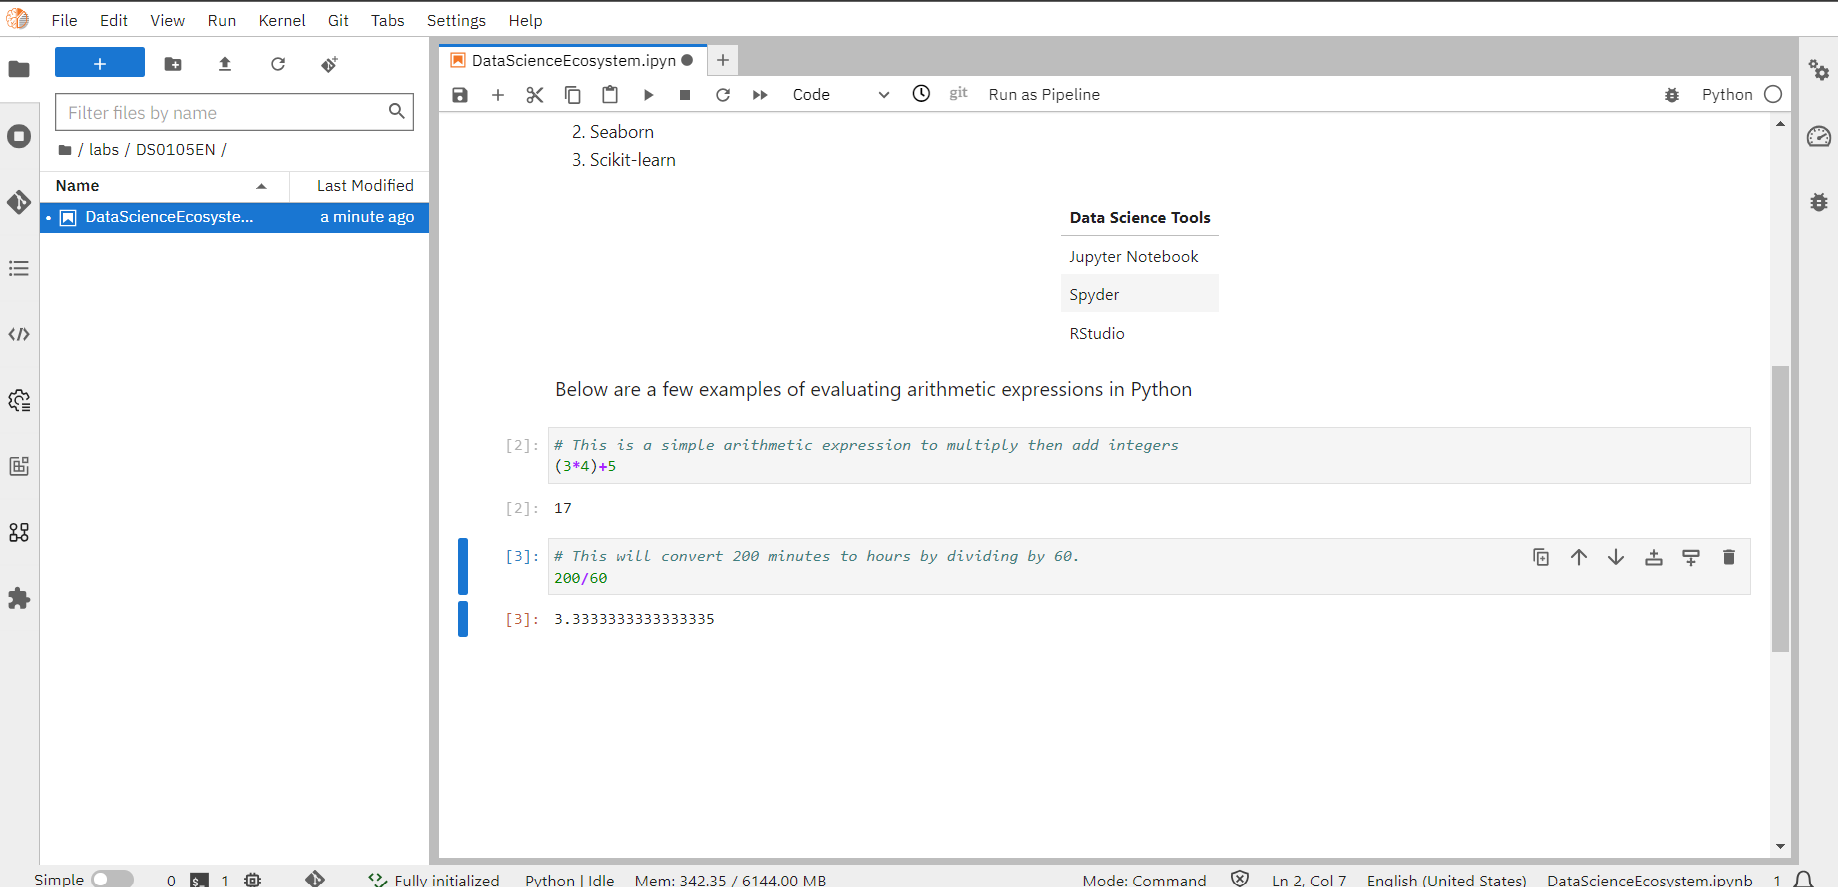 File Edit View Run Kernel Git Tabs Settings Help
Filter files by name
/ labs / DS0105EN /
Name Last Modified
DataScienceEcosyste... a minute ago
DataScienceEcosystem.ipyn
Code git Run as Pipeline Python
2. Seaborn
3. Scikit-learn
Data Science Tools
Jupyter Notebook
Spyder
RStudio
Below are a few examples of evaluating arithmetic expressions in Python
[2]: # This is a simple arithmetic expression to multiply then add integers
(3*4)+5
[2]: 17
[3]: # This will convert 200 minutes to hours by dividing by 60.
200/60
[3]: 3.3333333333333335
Simple 0 1 Fully initialized Python | Idle Mem: 342.35 / 6144.00 MB Mode: Command Ln 2, Col 7 English (United States) DataScienceEcosystem.ipynb 1